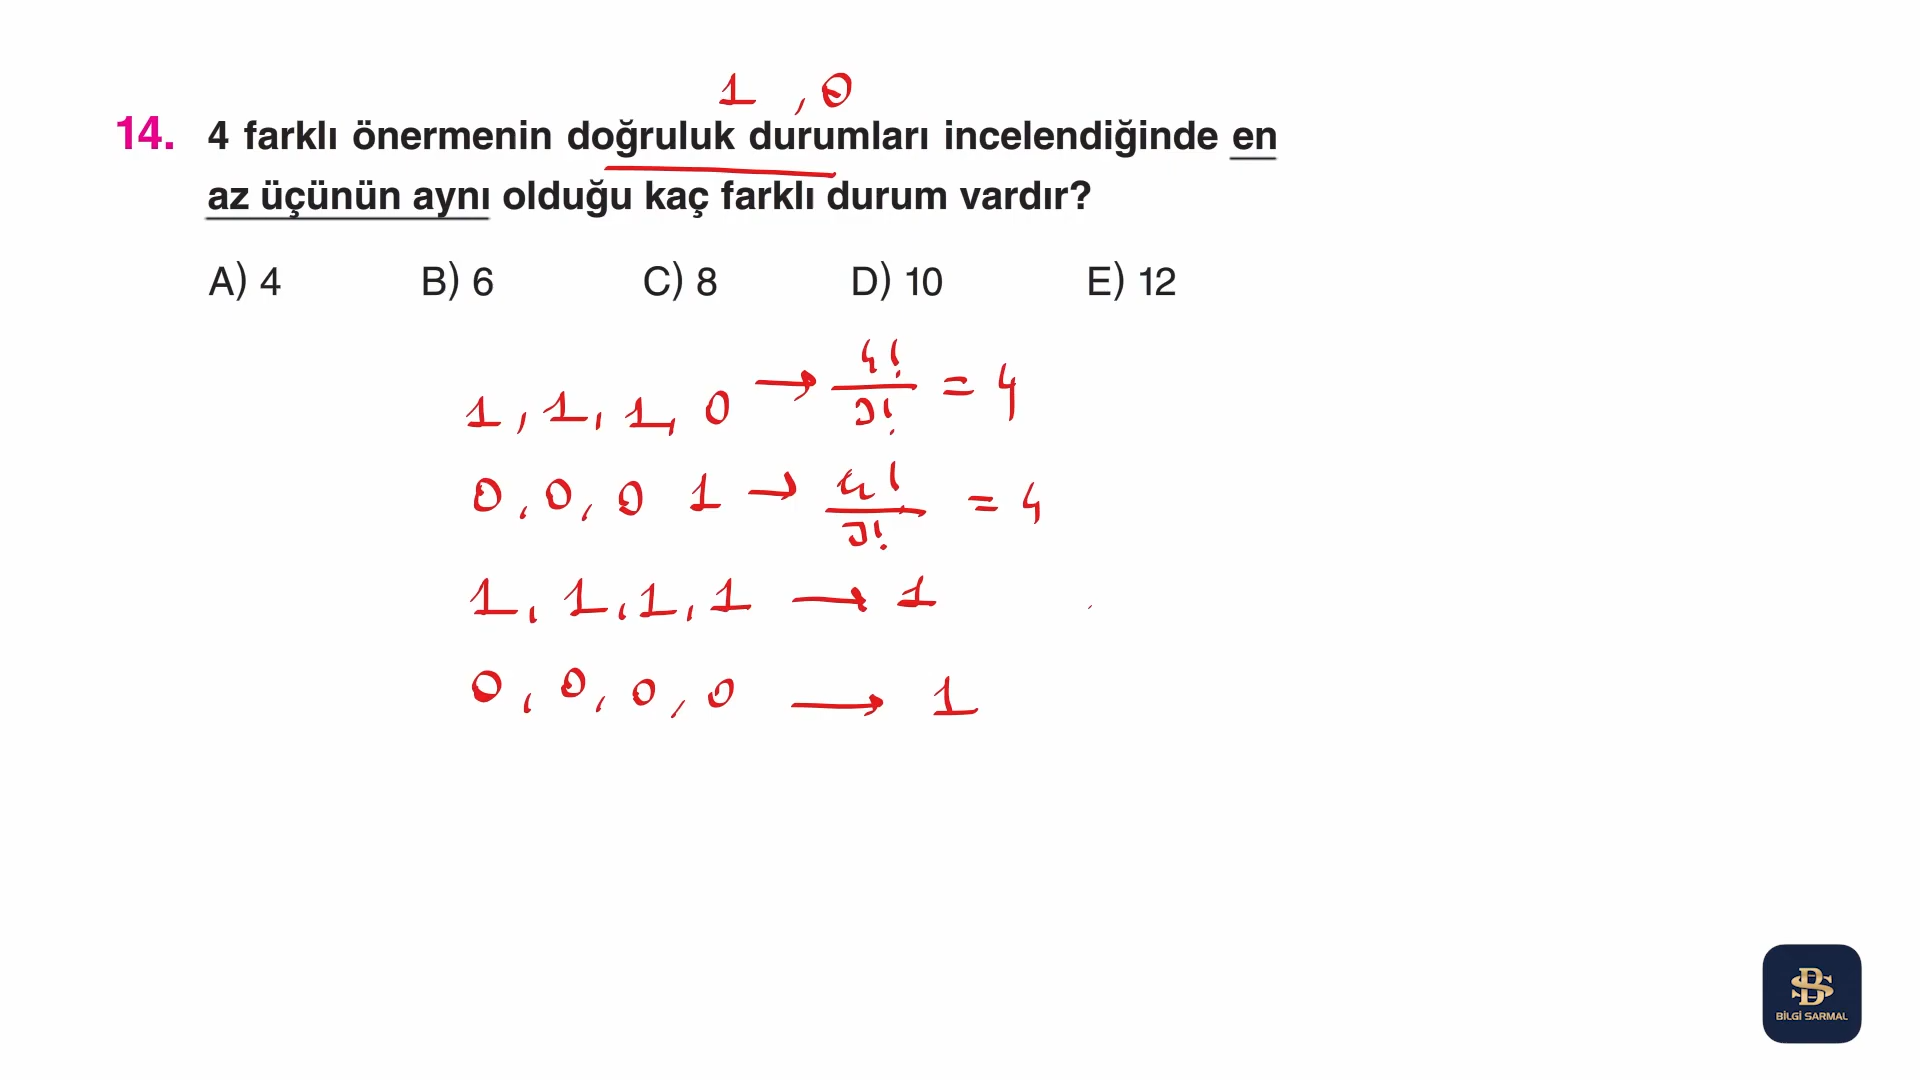 1 , 0
14. 4 farklı önermenin doğruluk durumları incelendiğinde en
az üçünün aynı olduğu kaç farklı durum vardır?
A) 4 B) 6 C) 8 D) 10 E) 12
1 , 1 , 1 , 0 → 4! / 3! = 4
0 , 0 , 0 1 → 4! / 3! = 4
1 , 1 , 1 , 1 → 1
0 , 0 , 0 , 0 → 1
BS
BİLGİ SARMAL